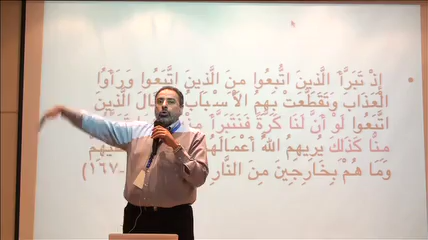 إِذْ تَبَرَّأَ الَّذِينَ اتُّبِعُوا مِنَ الَّذِينَ اتَّبَعُوا وَرَأَوُا
الْعَذَابَ وَتَقَطَّعَتْ بِهِمُ الأَسْبَابُ قَالَ الَّذِينَ
اتَّبَعُوا لَوْ أَنَّ لَنَا كَرَّةً فَنَتَبَرَّأَ
مِنَّا كَذَلِكَ يُرِيهِمُ اللَّهُ أَعْمَالَهُمْ عَلَيْهِمْ
وَمَا هُمْ بِخَارِجِينَ مِنَ النَّارِ ١٦٧)